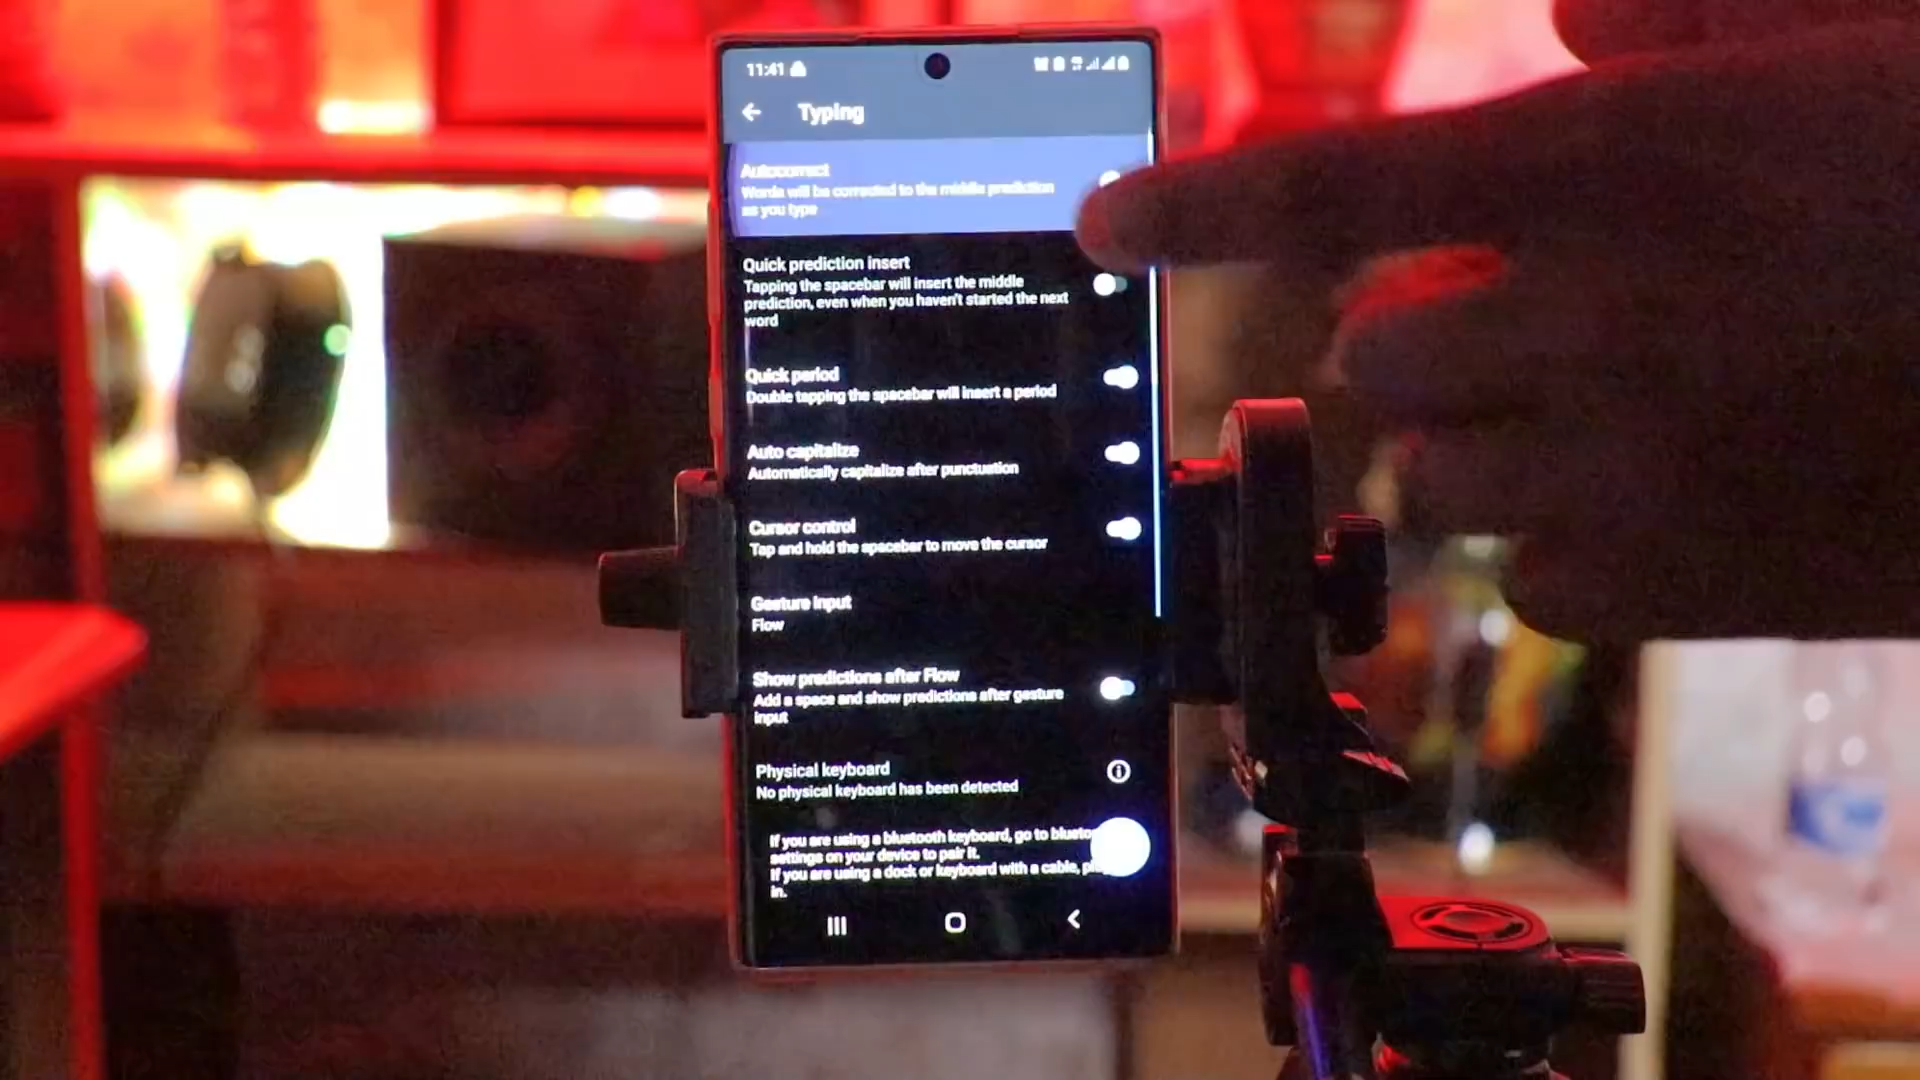 11:41
Typing
Autocorrect
Words will be corrected to the middle prediction
as you type
Quick prediction insert
Tapping the spacebar will insert the middle
prediction, even when you haven't started the next
word
Quick period
Double tapping the spacebar will insert a period
Auto capitalize
Automatically capitalize after punctuation
Cursor control
Tap and hold the spacebar to move the cursor
Gesture input
Flow
Show predictions after Flow
Add a space and show predictions after gesture
input
Physical keyboard
No physical keyboard has been detected
If you are using a bluetooth keyboard, go to
settings on your device to pair it.
If you are using a dock or keyboard with a cable,
in.